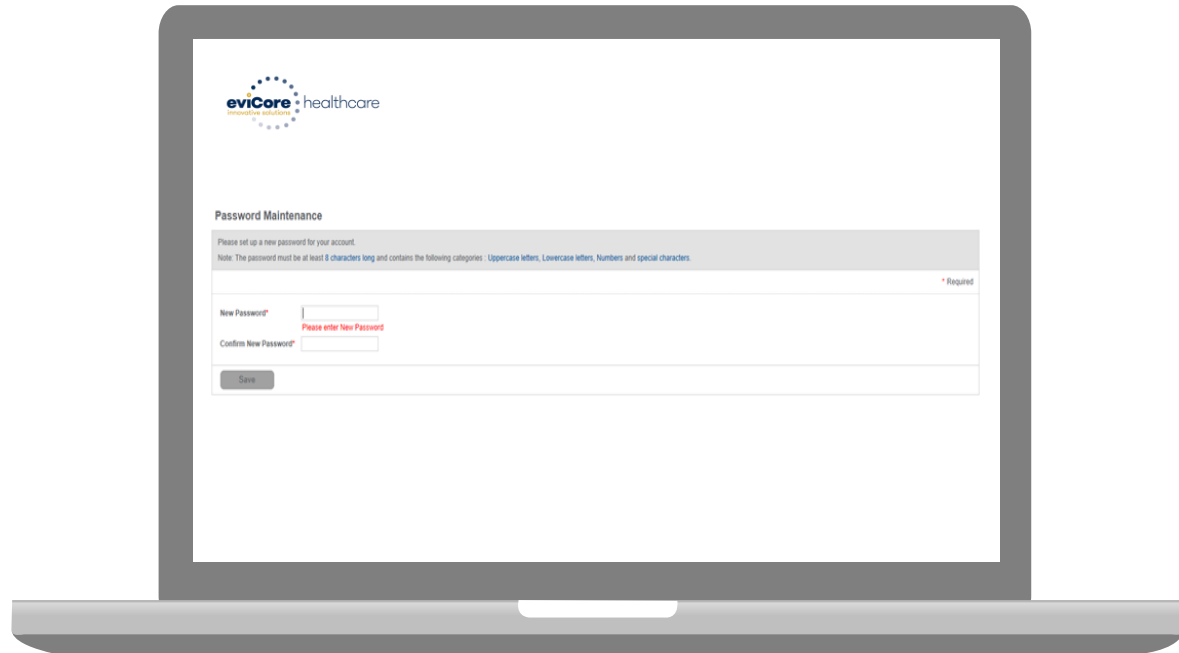 eviCore healthcare
innovative solutions
Password Maintenance
Please set up a new password for your account.
Note: The password must be at least 8 characters long and contains the following categories : Uppercase letters, Lowercase letters, Numbers and special characters.
* Required
New Password*
Please enter New Password
Confirm New Password*
Save